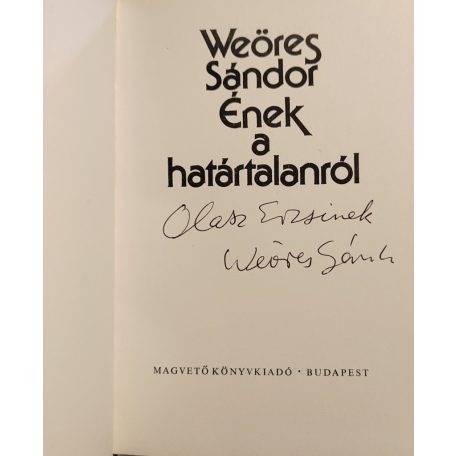 Weöres
Sándor
Ének
a
határtalanról
Olasz Erzsinek
Weöres Sándor
MAGVETŐ KÖNYVKIADÓ • BUDAPEST